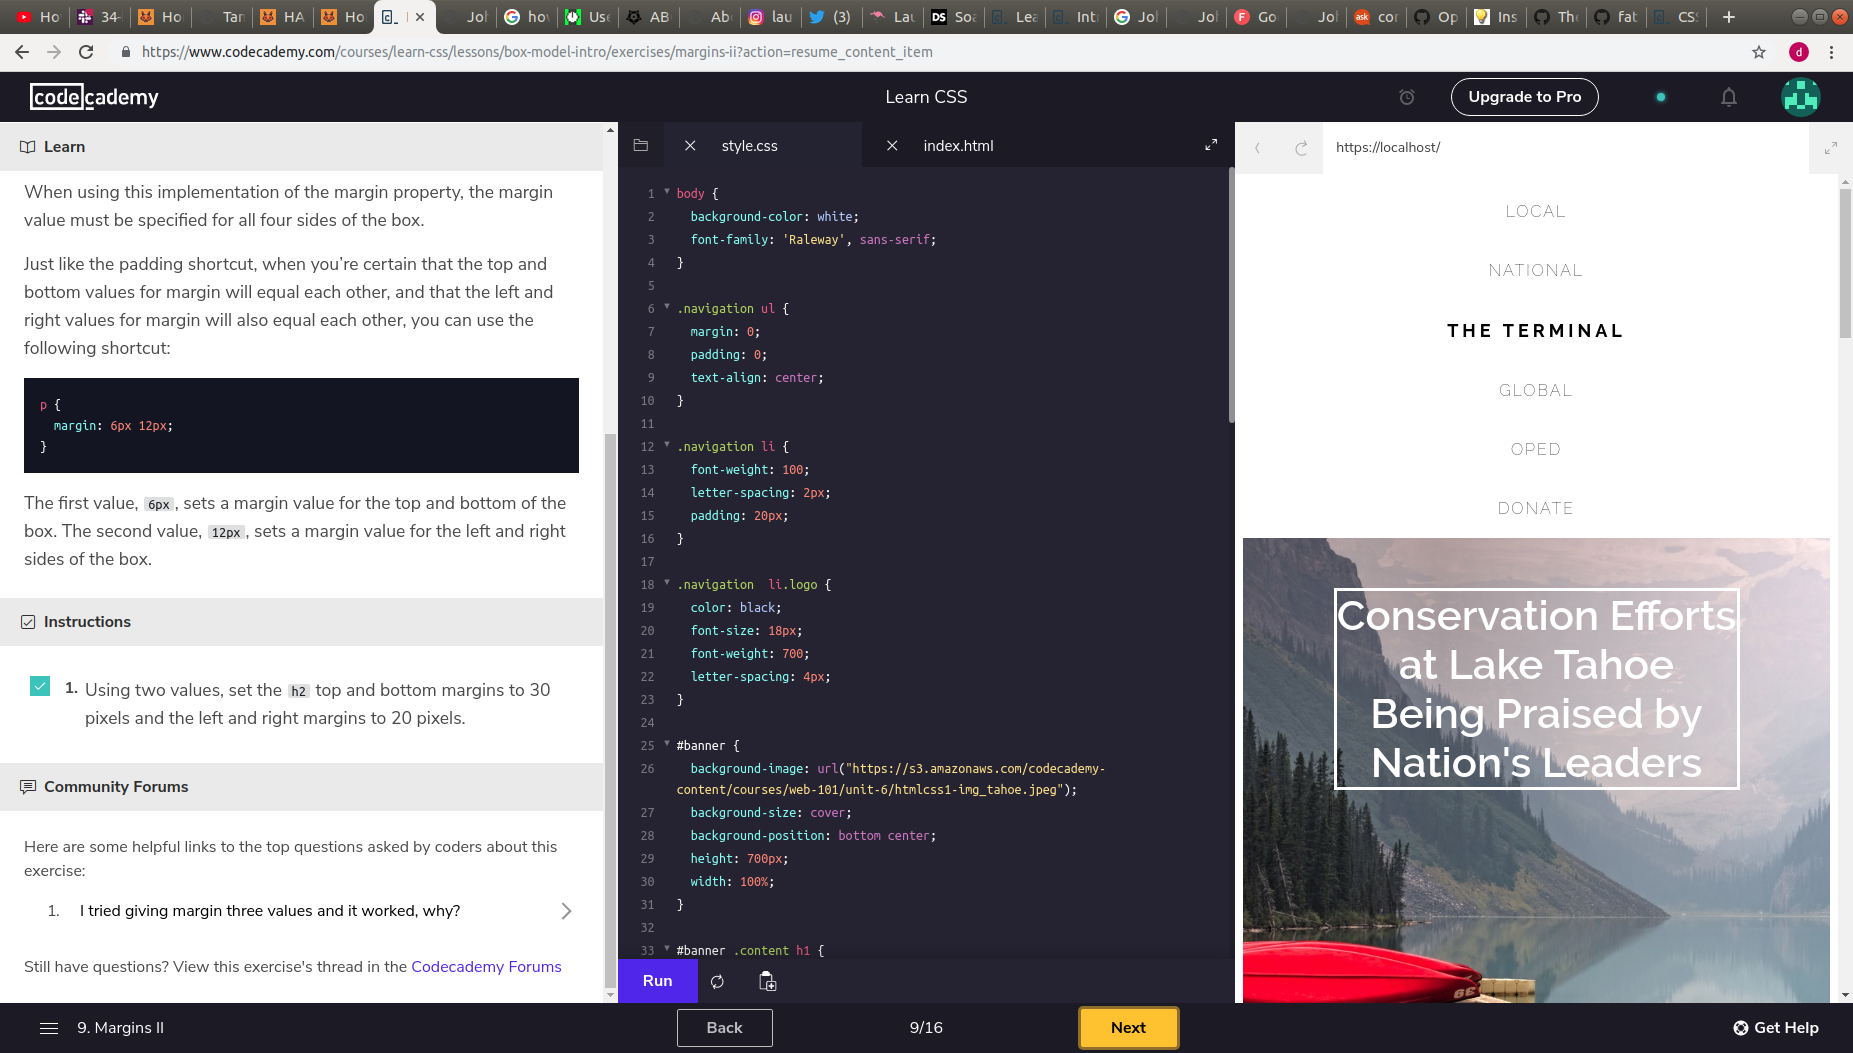 Ho
34-
Ho
Tar
HA
Ho
Joh
how
Use
AB
Abo
lau
(3)
Lau
DS
Soa
Lea
Int
Joh
Joh
Go
Joh
ask
cor
Op
Ins
The
fat
CSS
https://www.codecademy.com/courses/learn-css/lessons/box-model-intro/exercises/margins-ii?action=resume_content_item
d
codecademy
Learn CSS
Upgrade to Pro
Learn
When using this implementation of the margin property, the margin
value must be specified for all four sides of the box.
Just like the padding shortcut, when you’re certain that the top and
bottom values for margin will equal each other, and that the left and
right values for margin will also equal each other, you can use the
following shortcut:
p {
  margin: 6px 12px;
}
The first value, 6px, sets a margin value for the top and bottom of the
box. The second value, 12px, sets a margin value for the left and right
sides of the box.
Instructions
1. Using two values, set the h2 top and bottom margins to 30
pixels and the left and right margins to 20 pixels.
Community Forums
Here are some helpful links to the top questions asked by coders about this
exercise:
1. I tried giving margin three values and it worked, why?
Still have questions? View this exercise's thread in the Codecademy Forums
style.css
index.html
1 body {
2   background-color: white;
3   font-family: 'Raleway', sans-serif;
4 }
5
6 .navigation ul {
7   margin: 0;
8   padding: 0;
9   text-align: center;
10 }
11
12 .navigation li {
13   font-weight: 100;
14   letter-spacing: 2px;
15   padding: 20px;
16 }
17
18 .navigation  li.logo {
19   color: black;
20   font-size: 18px;
21   font-weight: 700;
22   letter-spacing: 4px;
23 }
24
25 #banner {
26   background-image: url("https://s3.amazonaws.com/codecademy-
content/courses/web-101/unit-6/htmlcss1-img_tahoe.jpeg");
27   background-size: cover;
28   background-position: bottom center;
29   height: 700px;
30   width: 100%;
31 }
32
33 #banner .content h1 {
Run
https://localhost/
LOCAL
NATIONAL
THE TERMINAL
GLOBAL
OPED
DONATE
Conservation Efforts
at Lake Tahoe
Being Praised by
Nation's Leaders
9. Margins II
Back
9/16
Next
Get Help